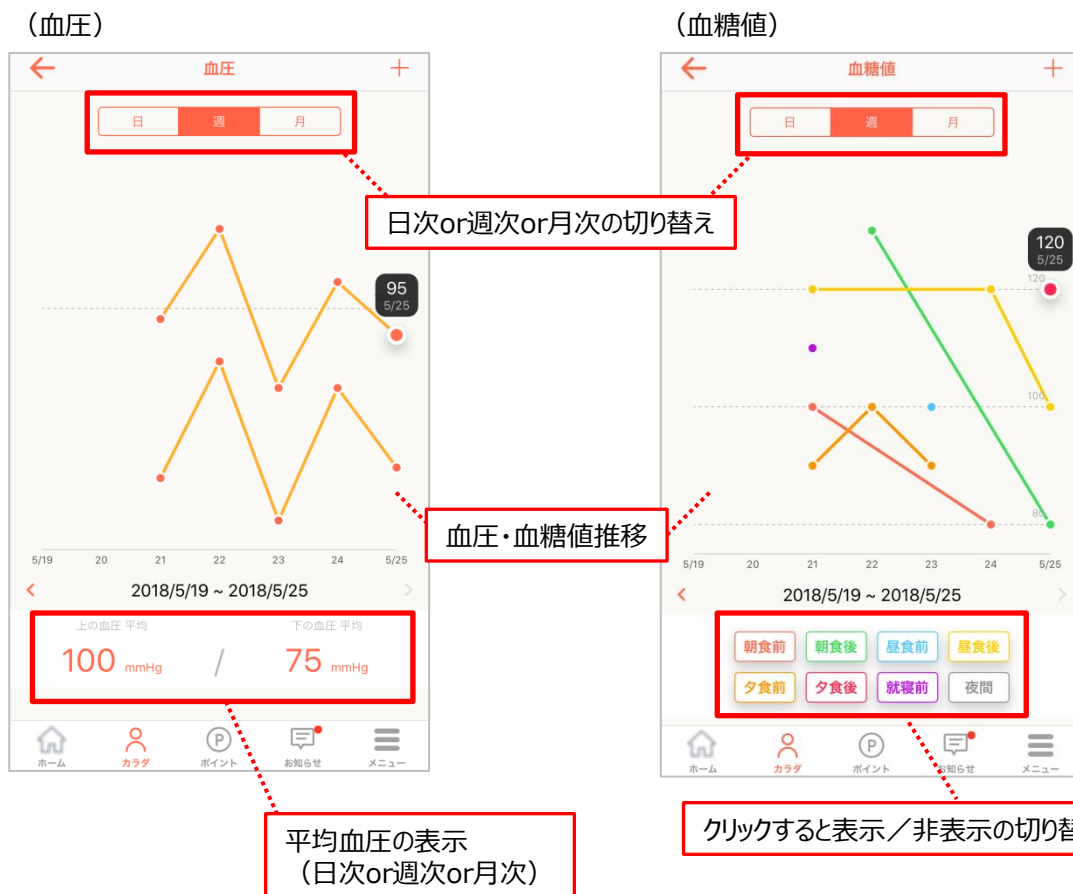 （血圧）
血圧
日 週 月
95
5/25
5/19 20 21 22 23 24 5/25
2018/5/19 ~ 2018/5/25
上の血圧 平均 下の血圧 平均
100 mmHg / 75 mmHg
ホーム カラダ ポイント お知らせ メニュー
（血糖値）
血糖値
日 週 月
120
5/25
120
100
80
5/19 20 21 22 23 24 5/25
2018/5/19 ~ 2018/5/25
朝食前 朝食後 昼食前 昼食後
夕食前 夕食後 就寝前 夜間
ホーム カラダ ポイント お知らせ メニュー
日次or週次or月次の切り替え
血圧・血糖値推移
平均血圧の表示
（日次or週次or月次）
クリックすると表示／非表示の切り替